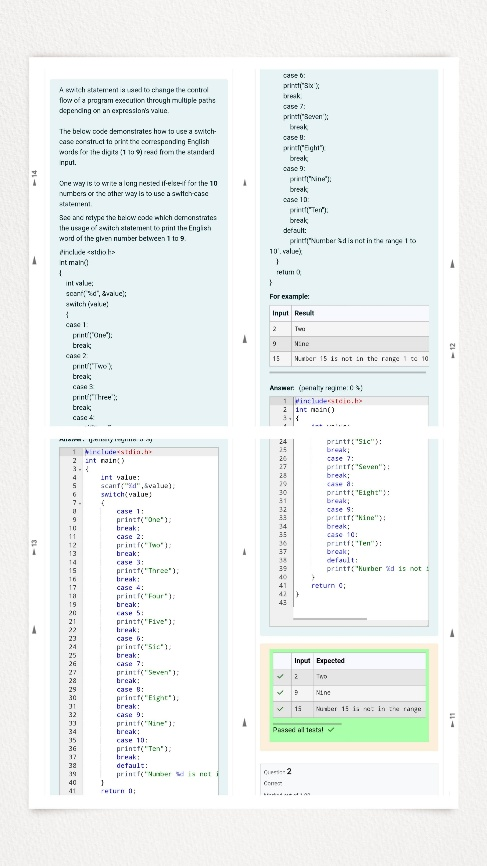 A switch statement is used to change the control
flow of a program execution through multiple paths
depending on an expression's value.
The below code demonstrates how to use a switch-
case construct to print the corresponding English
words for the digits (1 to 9) read from the standard
input.
One way is to write a long nested if-else-if for the 10
numbers or the other way is to use a switch-case
statement.
See and retype the below code which demonstrates
the usage of switch statement to print the English
word of the given number between 1 to 9.
#include <stdio.h>
int main()
{
int value;
scanf("%d", &value);
switch (value)
{
case 1:
printf("One");
break;
case 2:
printf("Two");
break;
case 3:
printf("Three");
break;
case 4:
14
case 6:
printf("Six");
break;
case 7:
printf("Seven");
break;
case 8:
printf("Eight");
break;
case 9:
printf("Nine");
break;
case 10:
printf("Ten");
break;
default:
printf("Number %d is not in the range 1 to
10", value);
}
return 0;
}
For example:
Input Result
2 Two
9 Nine
15 Number 15 is not in the range 1 to 10
Answer: (penalty regime: 0 %)
1 #include<stdio.h>
2 int main()
3 {
12
Answer: (penalty regime: 0 %)
1 #include<stdio.h>
2 int main()
3 {
4 int value;
5 scanf("%d",&value);
6 switch(value)
7 {
8 case 1:
9 printf("One");
10 break;
11 case 2:
12 printf("Two");
13 break;
14 case 3:
15 printf("Three");
16 break;
17 case 4:
18 printf("Four");
19 break;
20 case 5:
21 printf("Five");
22 break;
23 case 6:
24 printf("Sic");
25 break;
26 case 7:
27 printf("Seven");
28 break;
29 case 8:
30 printf("Eight");
31 break;
32 case 9:
33 printf("Nine");
34 break;
35 case 10:
36 printf("Ten");
37 break;
38 default:
39 printf("Number %d is not i
40 }
41 return 0;
13
24 printf("Sic");
25 break;
26 case 7:
27 printf("Seven");
28 break;
29 case 8:
30 printf("Eight");
31 break;
32 case 9:
33 printf("Nine");
34 break;
35 case 10:
36 printf("Ten");
37 break;
38 default:
39 printf("Number %d is not i
40 }
41 return 0;
42 }
43
Input Expected
2 Two
9 Nine
15 Number 15 is not in the range
Passed all tests!
Question 2
Correct
11